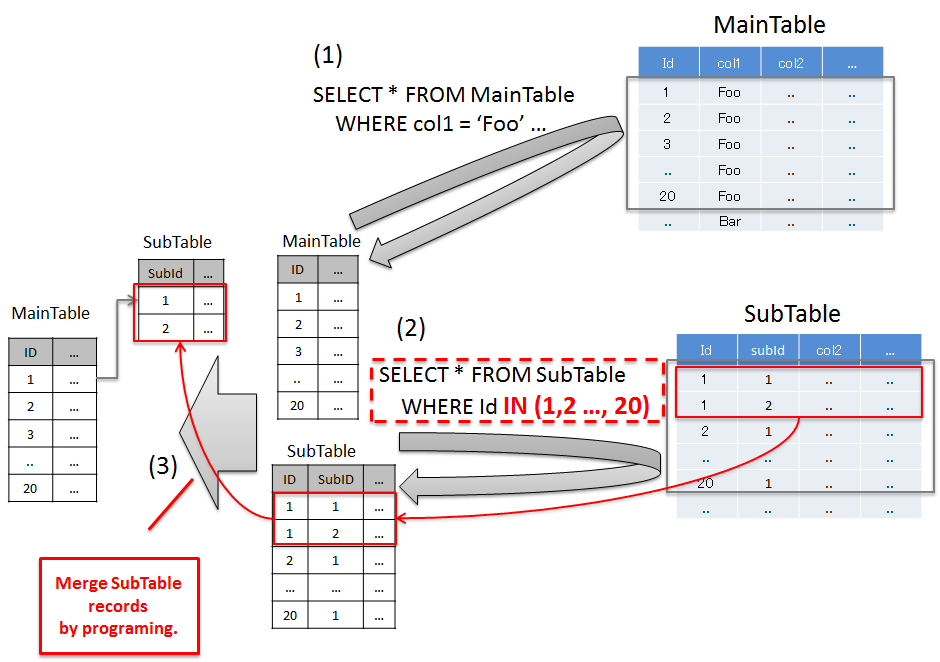 MainTable
Id col1 col2 ...
1 Foo .. ..
2 Foo .. ..
3 Foo .. ..
.. Foo .. ..
20 Foo .. ..
.. Bar .. ..
(1)
SELECT * FROM MainTable
WHERE col1 = ‘Foo’ ...
SubTable
SubId ...
1 ...
2 ...
MainTable
ID ...
1 ...
2 ...
3 ...
.. ...
20 ...
MainTable
ID ...
1 ...
2 ...
3 ...
.. ...
20 ...
(2)
SELECT * FROM SubTable
WHERE Id IN (1,2 ..., 20)
SubTable
Id subId col2 ...
1 1 .. ..
1 2 .. ..
2 1 .. ..
.. .. .. ..
20 1 .. ..
.. .. .. ..
SubTable
ID SubID ...
1 1 ...
1 2 ...
2 1 ...
... ... ...
20 1 ...
(3)
Merge SubTable
records
by programing.